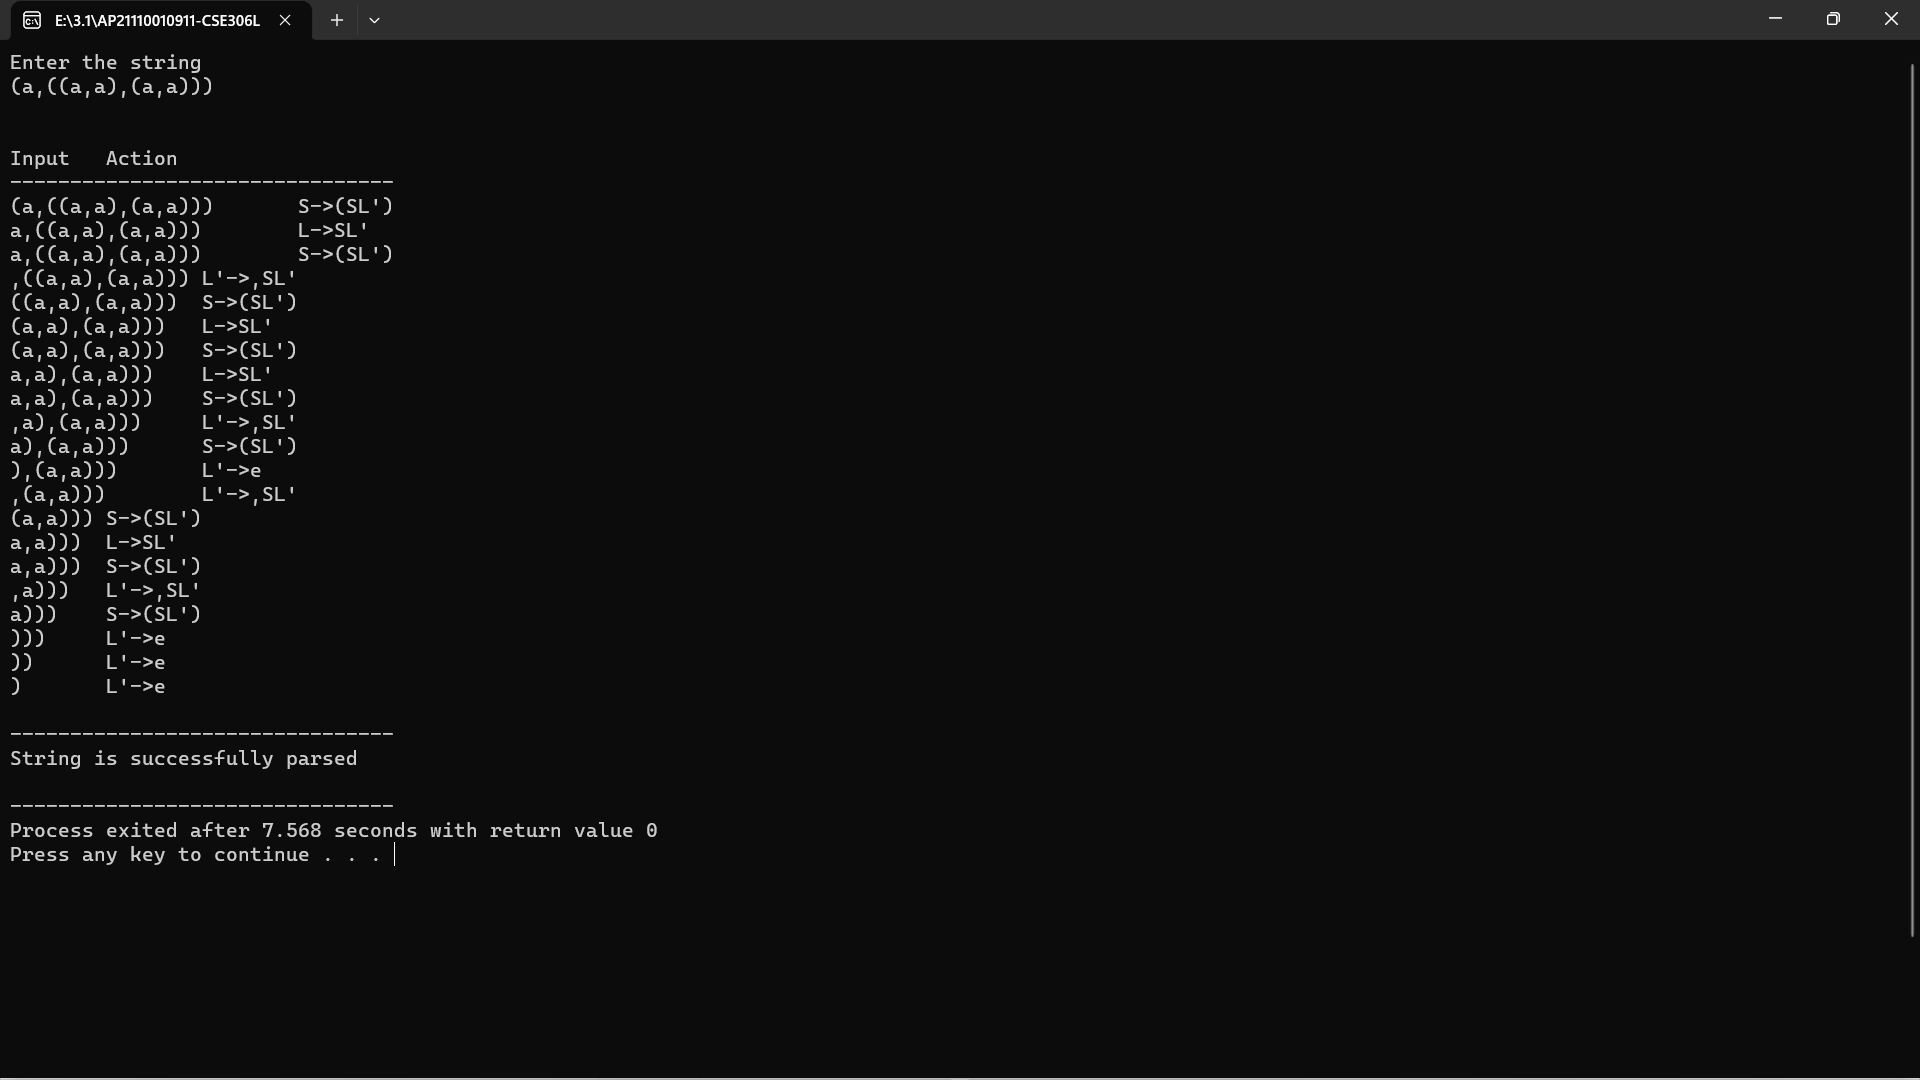 E:\3.1\AP21110010911-CSE306L
Enter the string
(a,((a,a),(a,a)))
Input   Action
--------------------------------
(a,((a,a),(a,a)))       S->(SL')
a,((a,a),(a,a)))        L->SL'
a,((a,a),(a,a)))        S->(SL')
,((a,a),(a,a))) L'->,SL'
((a,a),(a,a)))  S->(SL')
(a,a),(a,a)))   L->SL'
(a,a),(a,a)))   S->(SL')
a,a),(a,a)))    L->SL'
a,a),(a,a)))    S->(SL')
,a),(a,a)))     L'->,SL'
a),(a,a)))      S->(SL')
),(a,a)))       L'->e
,(a,a)))        L'->,SL'
(a,a))) S->(SL')
a,a)))  L->SL'
a,a)))  S->(SL')
,a)))   L'->,SL'
a)))    S->(SL')
)))     L'->e
))      L'->e
)       L'->e
--------------------------------
String is successfully parsed
--------------------------------
Process exited after 7.568 seconds with return value 0
Press any key to continue . . .